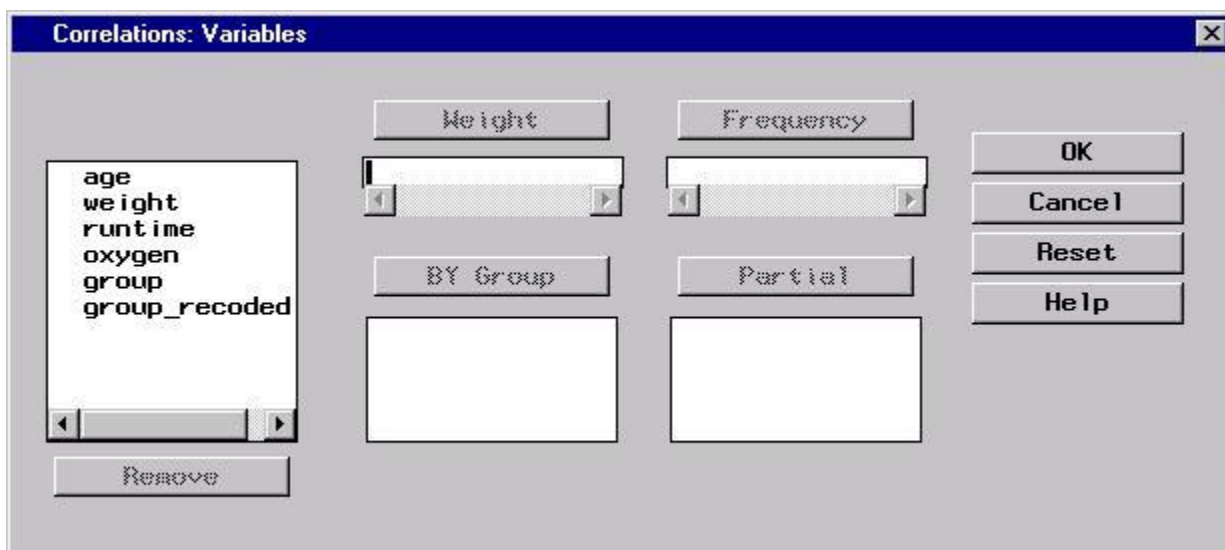 Correlations: Variables
Weight
Frequency
OK
age
weight
runtime
oxygen
group
group_recoded
Cancel
BY Group
Partial
Reset
Help
Remove